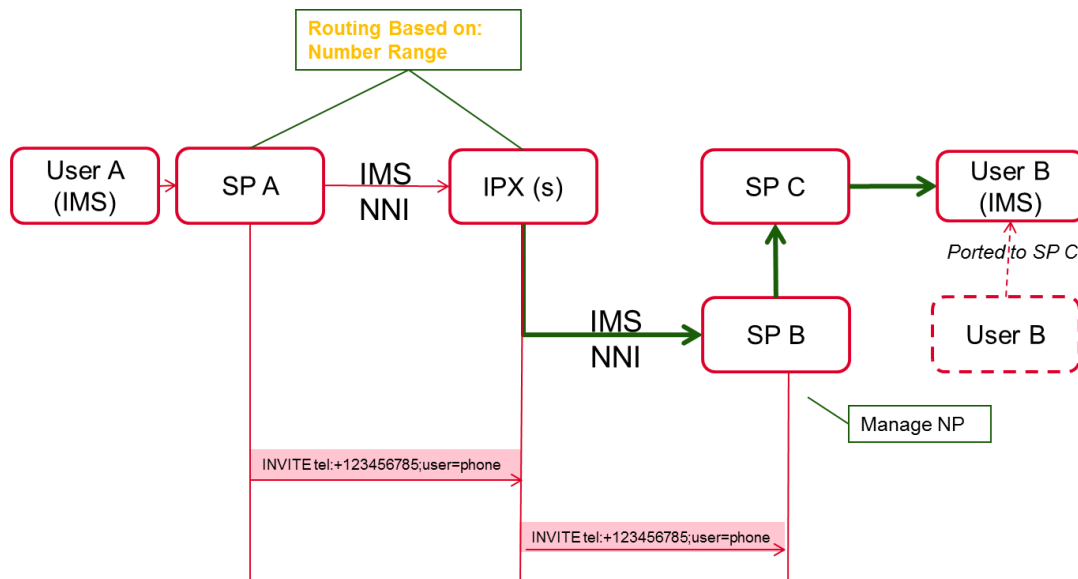 Routing Based on:
Number Range
User A
(IMS)
SP A
IMS
NNI
IPX (s)
SP C
User B
(IMS)
Ported to SP C
IMS
NNI
SP B
User B
Manage NP
INVITE tel:+123456785;user=phone
INVITE tel:+123456785;user=phone